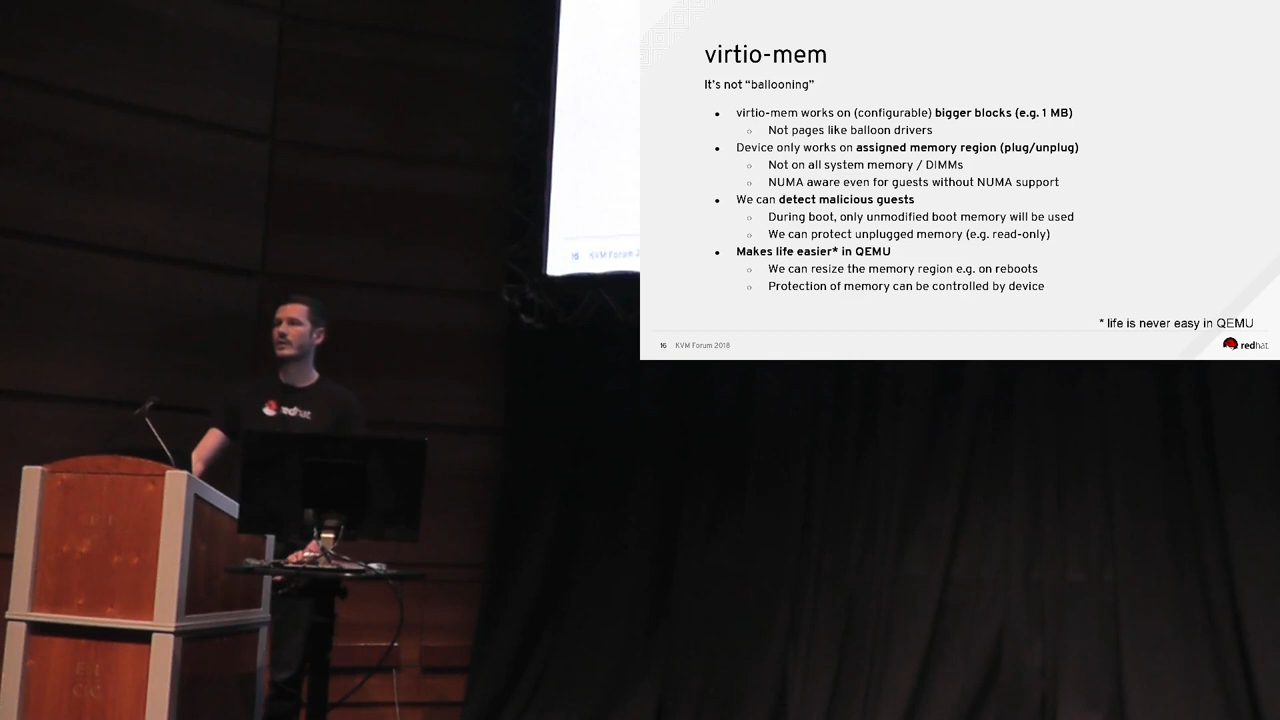 virtio-mem
It's not “ballooning”
• virtio-mem works on (configurable) bigger blocks (e.g. 1 MB)
○ Not pages like balloon drivers
• Device only works on assigned memory region (plug/unplug)
○ Not on all system memory / DIMMs
○ NUMA aware even for guests without NUMA support
• We can detect malicious guests
○ During boot, only unmodified boot memory will be used
○ We can protect unplugged memory (e.g. read-only)
• Makes life easier* in QEMU
○ We can resize the memory region e.g. on reboots
○ Protection of memory can be controlled by device
* life is never easy in QEMU
16 KVM Forum 2018
redhat
16 KVM Forum 2
redhat
E I
C C